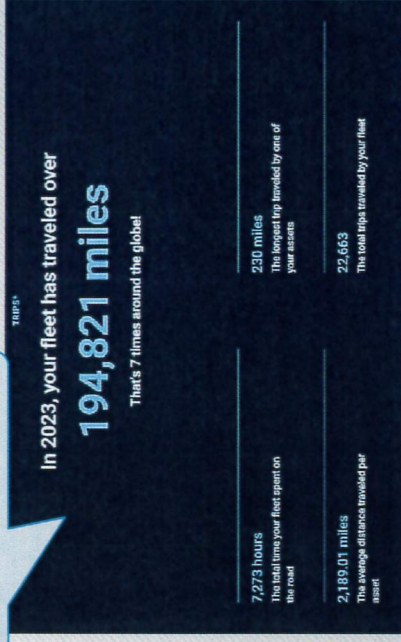 TRIPS*
In 2023, your fleet has traveled over
194,821 miles
That's 7 times around the globe!
7,273 hours
The total time your fleet spent on
the road
230 miles
The longest trip traveled by one of
your assets
2,189.01 miles
The average distance traveled per
asset
22,663
The total trips traveled by your fleet